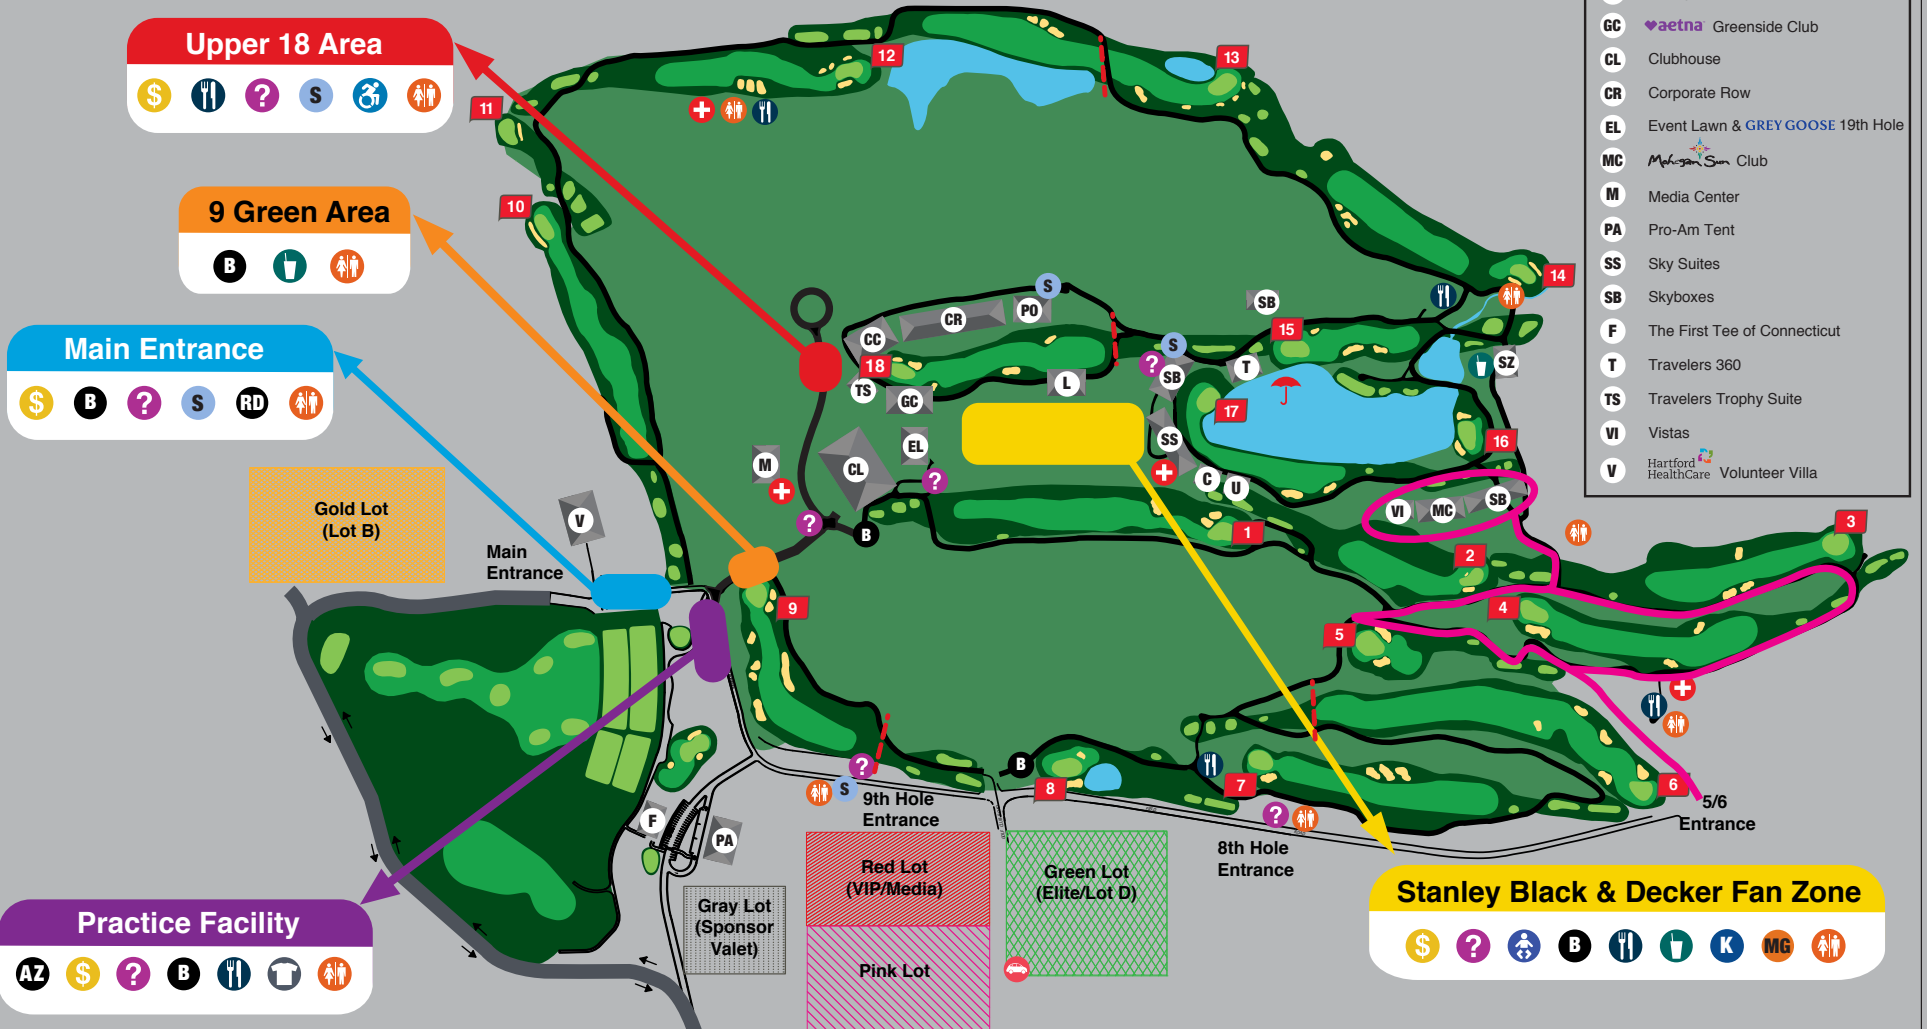 Upper 18 Area
$ ? S
9 Green Area
B
Main Entrance
$ B ? S RD
Gold Lot
(Lot B)
Main
Entrance
V
Practice Facility
AZ $ ? B
11
10
12
13
14
S
SB
15
CC
CR
PO
18
TS
GC
L
?
S
SB
T
17
SZ
16
M
CL
EL
?
SS
C
U
?
B
1
VI
MC
SB
2
3
4
5
9
?
S
9th Hole
Entrance
B
8
7
?
8th Hole
Entrance
6
5/6
Entrance
F
PA
Gray Lot
(Sponsor
Valet)
Red Lot
(VIP/Media)
Pink Lot
Green Lot
(Elite/Lot D)
Stanley Black & Decker Fan Zone
$ ? B K MG
GC aetna Greenside Club
CL Clubhouse
CR Corporate Row
EL Event Lawn & GREY GOOSE 19th Hole
MC Mohegan Sun Club
M Media Center
PA Pro-Am Tent
SS Sky Suites
SB Skyboxes
F The First Tee of Connecticut
T Travelers 360
TS Travelers Trophy Suite
VI Vistas
V Hartford HealthCare Volunteer Villa